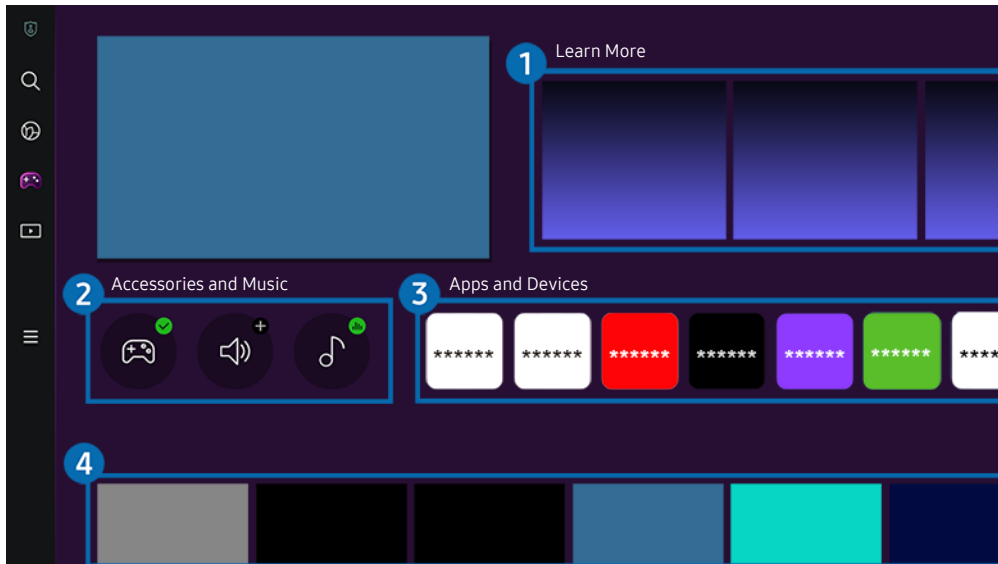 1 Learn More
2 Accessories and Music
3 Apps and Devices
****** ****** ****** ****** ****** ****** ****
4